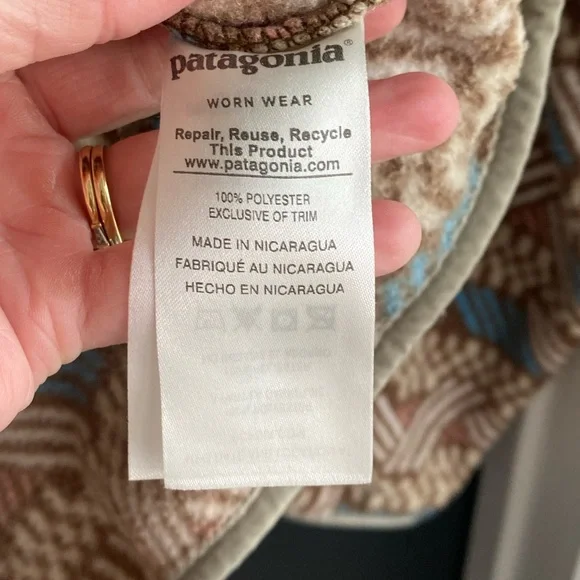 patagonia®
WORN WEAR
Repair, Reuse, Recycle
This Product
www.patagonia.com
100% POLYESTER
EXCLUSIVE OF TRIM
MADE IN NICARAGUA
FABRIQUÉ AU NICARAGUA
HECHO EN NICARAGUA